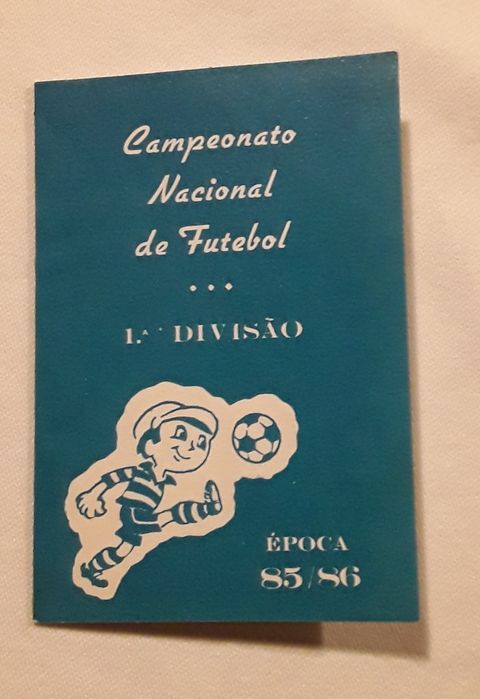 Campeonato
Nacional
de Futebol
1.ª DIVISÃO
ÉPOCA
85/86